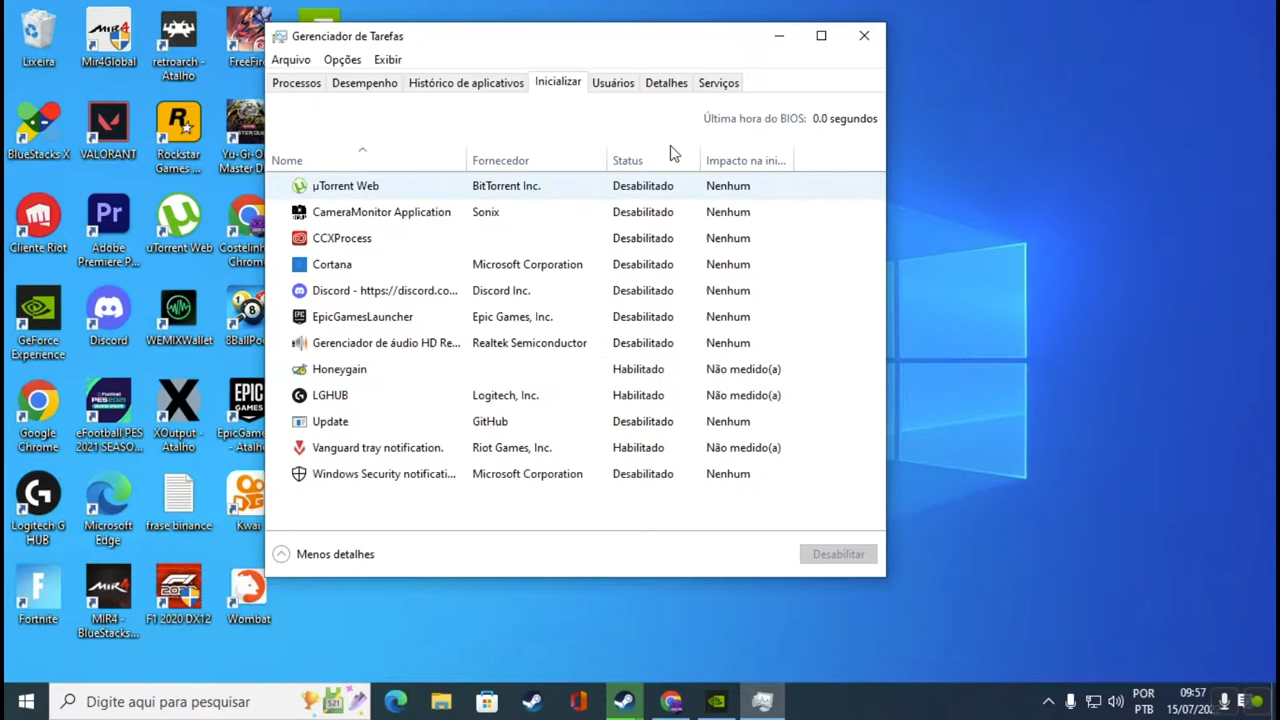 Gerenciador de Tarefas
Arquivo Opções Exibir
Processos Desempenho Histórico de aplicativos Inicializar Usuários Detalhes Serviços
Última hora do BIOS: 0.0 segundos
Nome Fornecedor Status Impacto na ini...
µTorrent Web BitTorrent Inc. Desabilitado Nenhum
CameraMonitor Application Sonix Desabilitado Nenhum
CCXProcess Desabilitado Nenhum
Cortana Microsoft Corporation Desabilitado Nenhum
Discord - https://discord.co... Discord Inc. Desabilitado Nenhum
EpicGamesLauncher Epic Games, Inc. Desabilitado Nenhum
Gerenciador de áudio HD Re... Realtek Semiconductor Desabilitado Nenhum
Honeygain Habilitado Não medido(a)
LGHUB Logitech, Inc. Habilitado Não medido(a)
Update GitHub Desabilitado Nenhum
Vanguard tray notification. Riot Games, Inc. Habilitado Não medido(a)
Windows Security notificati... Microsoft Corporation Desabilitado Nenhum
Menos detalhes Desabilitar
Lixeira
Mir4Global
retroarch -
Atalho
FreeFir
BlueStacks X
VALORANT
Rockstar
Games ...
Yu-Gi-O
Master D
Cliente Riot
Adobe
Premiere P...
uTorrent Web
Costelinh
Chrom
GeForce
Experience
Discord
WEMIXWallet
8BallPo
Google
Chrome
eFootball PES
2021 SEASO...
XOutput -
Atalho
EpicGam
- Atalh
Logitech G
HUB
Microsoft
Edge
frase binance
Kwai
Fortnite
MIR4 -
BlueStacks...
F1 2020 DX12
Wombat
Digite aqui para pesquisar
POR
PTB
09:57
15/07/202